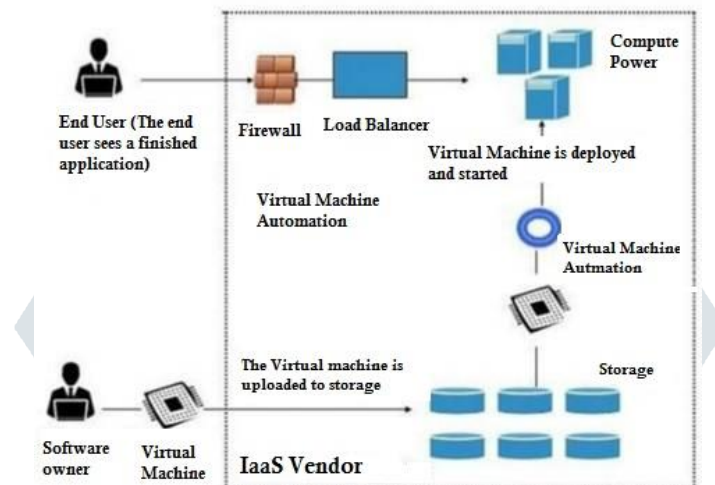 Compute
Power
End User (The end
user sees a finished
application)
Firewall
Load Balancer
Virtual Machine is deployed
and started
Virtual Machine
Automation
Virtual Machine
Autmation
The Virtual machine is
uploaded to storage
Storage
Software
owner
Virtual
Machine
IaaS Vendor